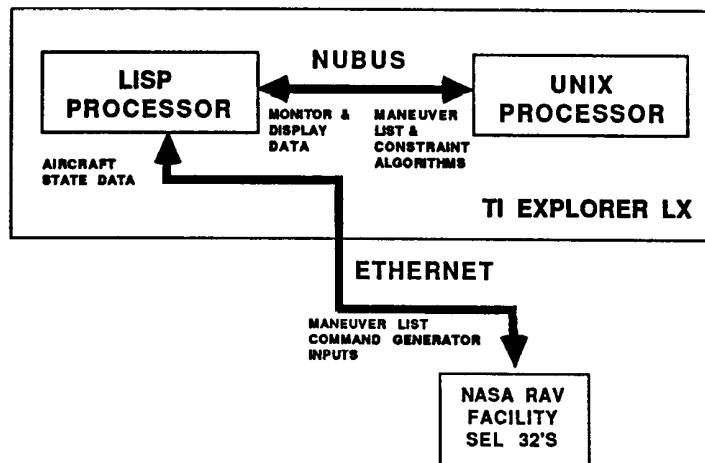 NUBUS
LISP
PROCESSOR
UNIX
PROCESSOR
MONITOR &
DISPLAY
DATA
MANEUVER
LIST &
CONSTRAINT
ALGORITHMS
AIRCRAFT
STATE DATA
TI EXPLORER LX
ETHERNET
MANEUVER LIST
COMMAND GENERATOR
INPUTS
NASA RAV
FACILITY
SEL 32'S